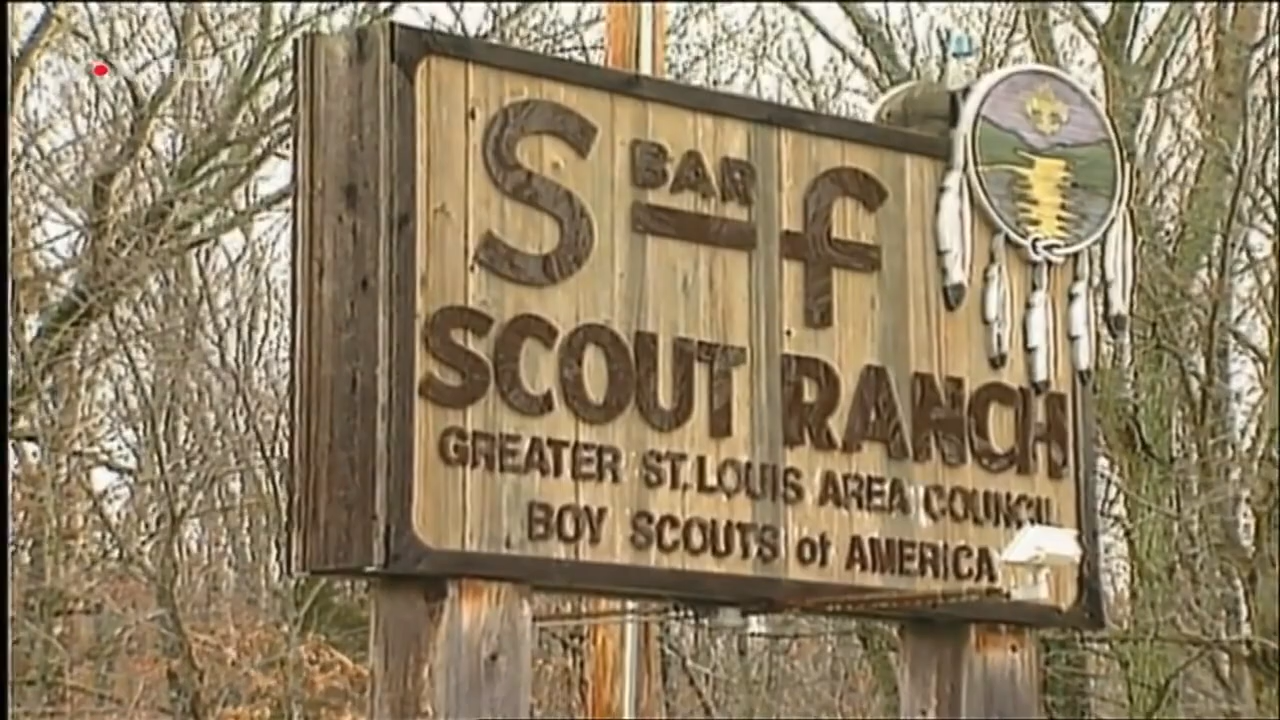 S BAR f
SCOUT RANCH
GREATER ST. LOUIS AREA COUNCIL
BOY SCOUTS of AMERICA